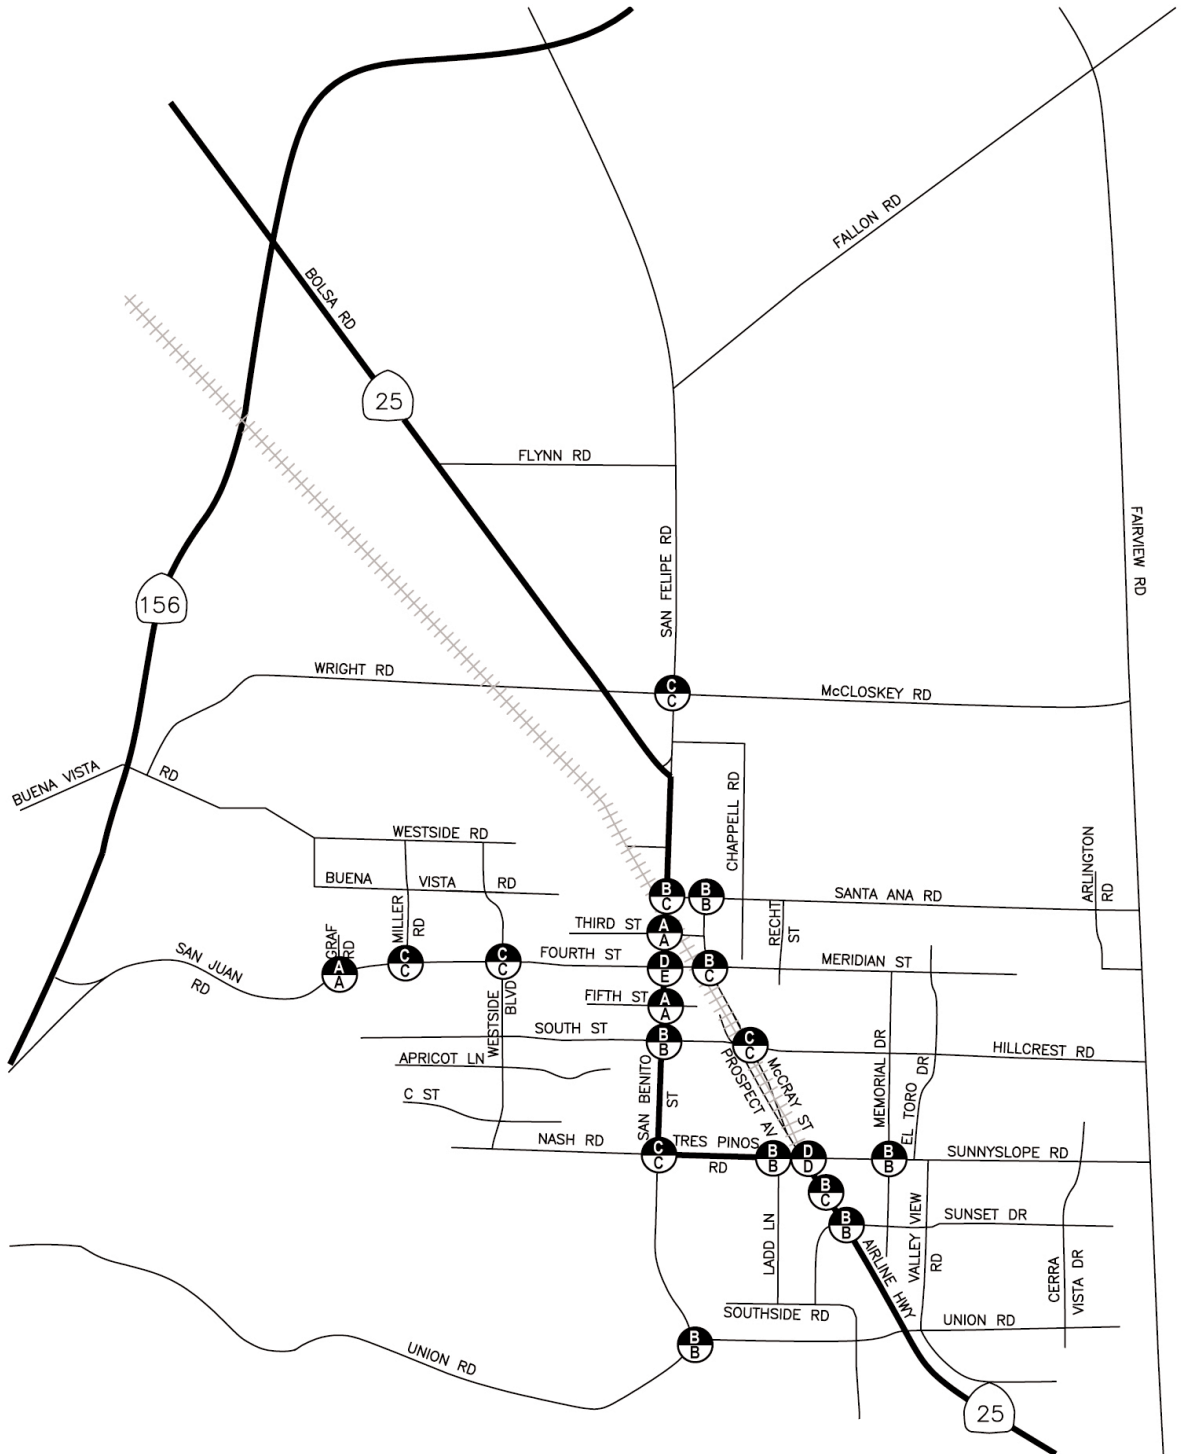 FALLON RD
BOLSA RD
25
FLYNN RD
FAIRVIEW RD
SAN FELIPE RD
156
WRIGHT RD
C
C
McCLOSKEY RD
BUENA VISTA
RD
CHAPPELL RD
WESTSIDE RD
ARLINGTON
RD
BUENA VISTA RD
B
C
B
B
SANTA ANA RD
MILLER
RD
THIRD ST
A
A
RECHT
ST
GRAF
RD
SAN JUAN
RD
A
A
C
C
C
C
FOURTH ST
D
E
B
C
MERIDIAN ST
WESTSIDE
BLVD
FIFTH ST
A
A
SOUTH ST
B
B
C
C
HILLCREST RD
APRICOT LN
C ST
SAN BENITO
ST
PROSPECT AV
McCRAY ST
MEMORIAL DR
EL TORO DR
NASH RD
C
C
TRES PINOS
RD
B
B
D
D
B
B
SUNNYSLOPE RD
B
C
B
B
SUNSET DR
LADD LN
VALLEY VIEW
RD
AIRLINE HWY
CERRA
VISTA DR
SOUTHSIDE RD
UNION RD
B
B
UNION RD
25